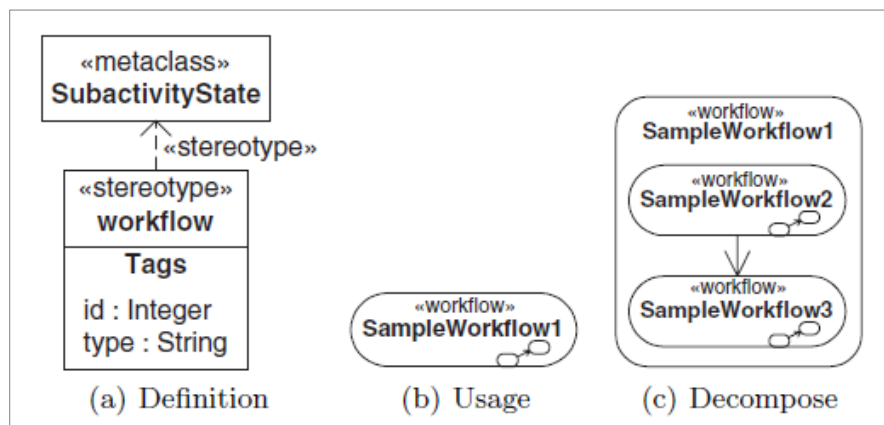 «metaclass»
SubactivityState
«stereotype»
«stereotype»
workflow
Tags
id : Integer
type : String
(a) Definition
«workflow»
SampleWorkflow1
(b) Usage
«workflow»
SampleWorkflow1
«workflow»
SampleWorkflow2
«workflow»
SampleWorkflow3
(c) Decompose